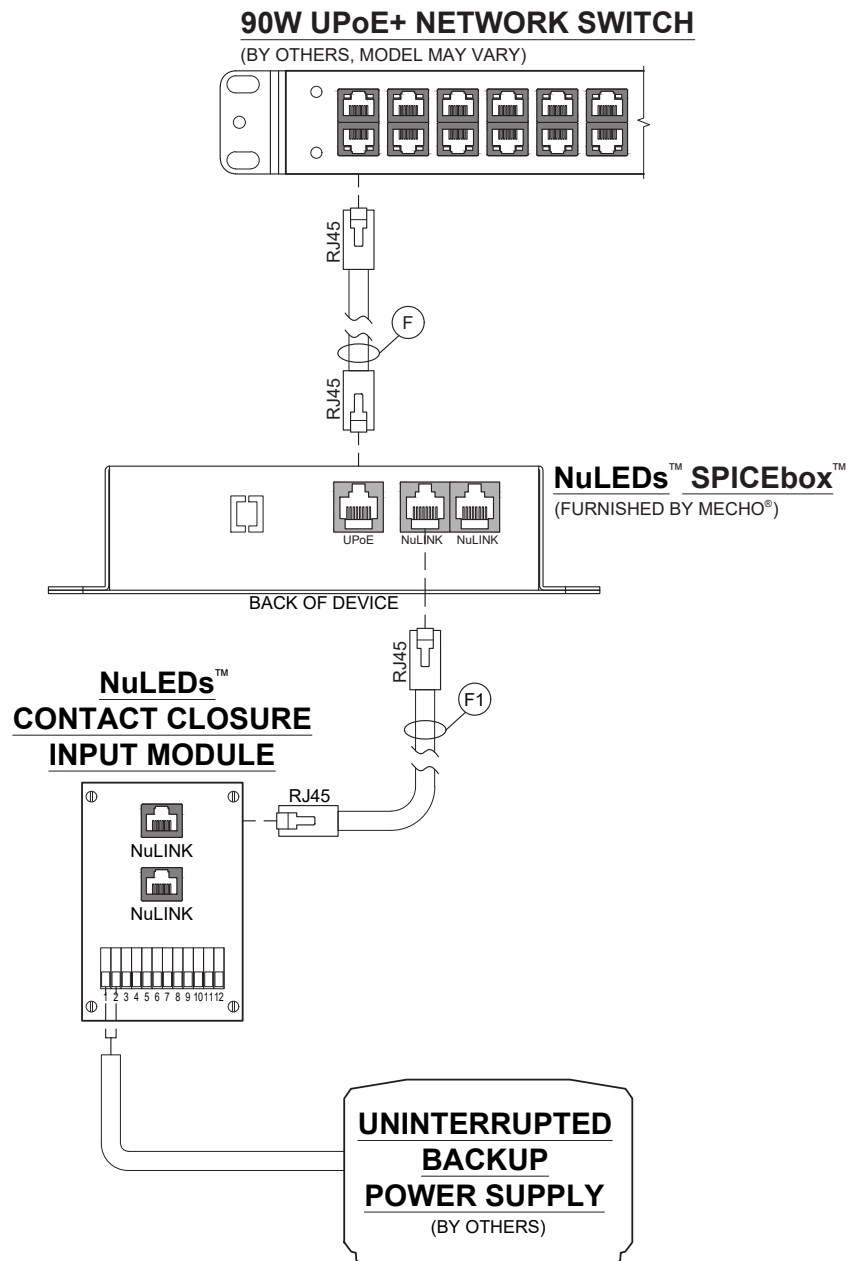 90W UPoE+ NETWORK SWITCH
(BY OTHERS, MODEL MAY VARY)
RJ45
F
RJ45
NuLEDs™ SPICEbox™
(FURNISHED BY MECHO®)
UPoE NuLINK NuLINK
BACK OF DEVICE
RJ45
F1
NuLEDs™
CONTACT CLOSURE
INPUT MODULE
RJ45
NuLINK
NuLINK
1 2 3 4 5 6 7 8 9 10 11 12
UNINTERRUPTED
BACKUP
POWER SUPPLY
(BY OTHERS)